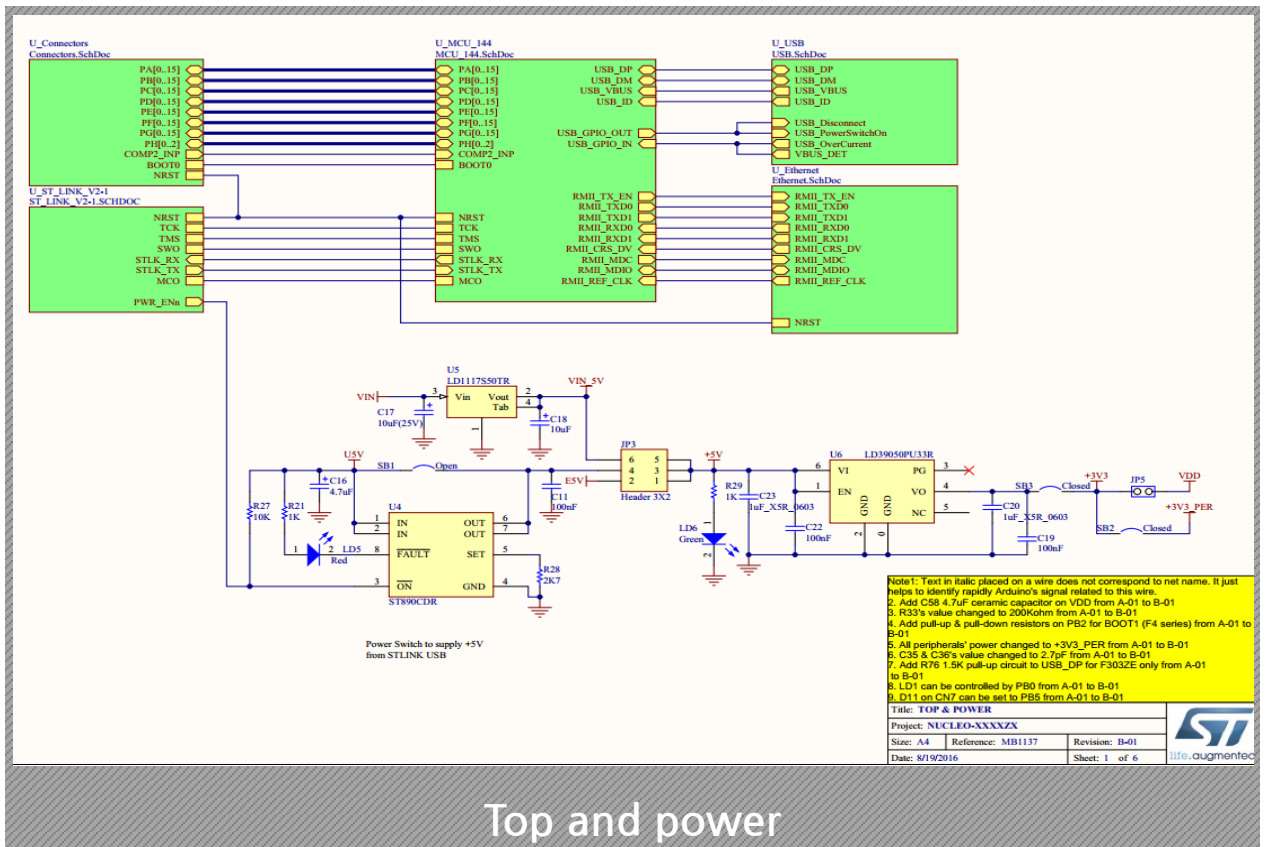 U_Connectors
Connectors.SchDoc
PA[0..15]
PB[0..15]
PC[0..15]
PD[0..15]
PE[0..15]
PF[0..15]
PG[0..15]
PH[0..2]
COMP2_INP
BOOT0
NRST
U_ST_LINK_V2-1
ST_LINK_V2-1.SCHDOC
NRST
TCK
TMS
SWO
STLK_RX
STLK_TX
MCO
PWR_ENn
U_MCU_144
MCU_144.SchDoc
PA[0..15]
PB[0..15]
PC[0..15]
PD[0..15]
PE[0..15]
PF[0..15]
PG[0..15]
PH[0..2]
COMP2_INP
BOOT0
NRST
TCK
TMS
SWO
STLK_RX
STLK_TX
MCO
USB_DP
USB_DM
USB_VBUS
USB_ID
USB_GPIO_OUT
USB_GPIO_IN
RMII_TX_EN
RMII_TXD0
RMII_TXD1
RMII_RXD0
RMII_RXD1
RMII_CRS_DV
RMII_MDC
RMII_MDIO
RMII_REF_CLK
U_USB
USB.SchDoc
USB_DP
USB_DM
USB_VBUS
USB_ID
USB_Disconnect
USB_PowerSwitchOn
USB_OverCurrent
VBUS_DET
U_Ethernet
Ethernet.SchDoc
RMII_TX_EN
RMII_TXD0
RMII_TXD1
RMII_RXD0
RMII_RXD1
RMII_CRS_DV
RMII_MDC
RMII_MDIO
RMII_REF_CLK
NRST
U5
LD1117S50TR
VIN
3
Vin
Vout
Tab
2
4
1
VIN_5V
C17
10uF(25V)
C18
10uF
U5V
SB1
Open
C16
4.7uF
R27
10K
R21
1K
1
2
LD5
Red
U4
1
2
8
3
IN
IN
FAULT
ON
OUT
OUT
SET
GND
6
7
5
4
ST890CDR
C11
100nF
R28
2K7
E5V
JP3
6 5
4 3
2 1
Header 3X2
+5V
R29
1K
LD6
Green
1
2
C23
1uF_X5R_0603
C22
100nF
U6
LD39050PU33R
6
1
VI
EN
GND
GND
2
0
PG
VO
NC
3
4
5
C20
1uF_X5R_0603
C19
100nF
SB3
Closed
+3V3
JP5
VDD
+3V3_PER
SB2
Closed
Power Switch to supply +5V
from STLINK USB
Note1: Text in italic placed on a wire does not correspond to net name. It just
helps to identify rapidly Arduino's signal related to this wire.
2. Add C58 4.7uF ceramic capacitor on VDD from A-01 to B-01
3. R33's value changed to 200Kohm from A-01 to B-01
4. Add pull-up & pull-down resistors on PB2 for BOOT1 (F4 series) from A-01 to
B-01
5. All peripherals' power changed to +3V3_PER from A-01 to B-01
6. C35 & C36's value changed to 2.7pF from A-01 to B-01
7. Add R76 1.5K pull-up circuit to USB_DP for F303ZE only from A-01
to B-01
8. LD1 can be controlled by PB0 from A-01 to B-01
9. D11 on CN7 can be set to PB5 from A-01 to B-01
Title: TOP & POWER
Project: NUCLEO-XXXXZX
Size: A4 Reference: MB1137 Revision: B-01
Date: 8/19/2016 Sheet: 1 of 6
ST
life.augmented
Top and power